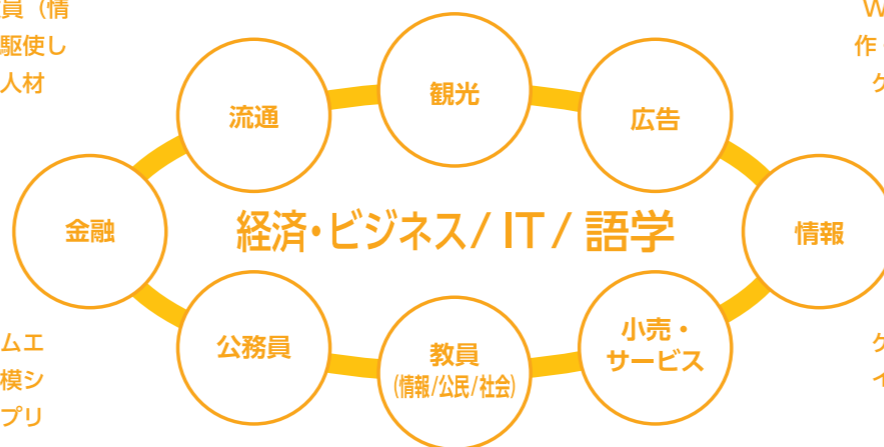 員（情
駆使し
人材
W
作
ケ
観光
流通
広告
金融
経済・ビジネス/ IT / 語学
情報
公務員
教員
(情報/公民/社会)
小売・
サービス
ムエ
模シ
プリ
ケ
イ